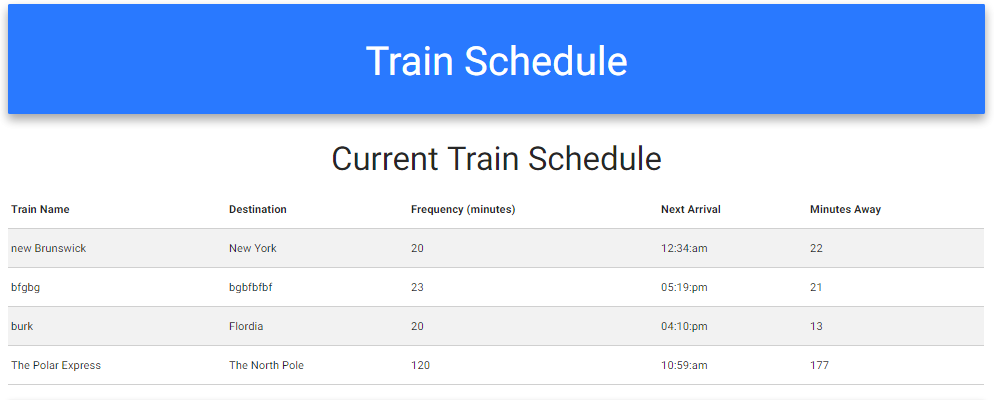 Train Schedule
Current Train Schedule
Train Name Destination Frequency (minutes) Next Arrival Minutes Away
new Brunswick New York 20 12:34:am 22
bfgbg bgbfbfbf 23 05:19:pm 21
burk Flordia 20 04:10:pm 13
The Polar Express The North Pole 120 10:59:am 177